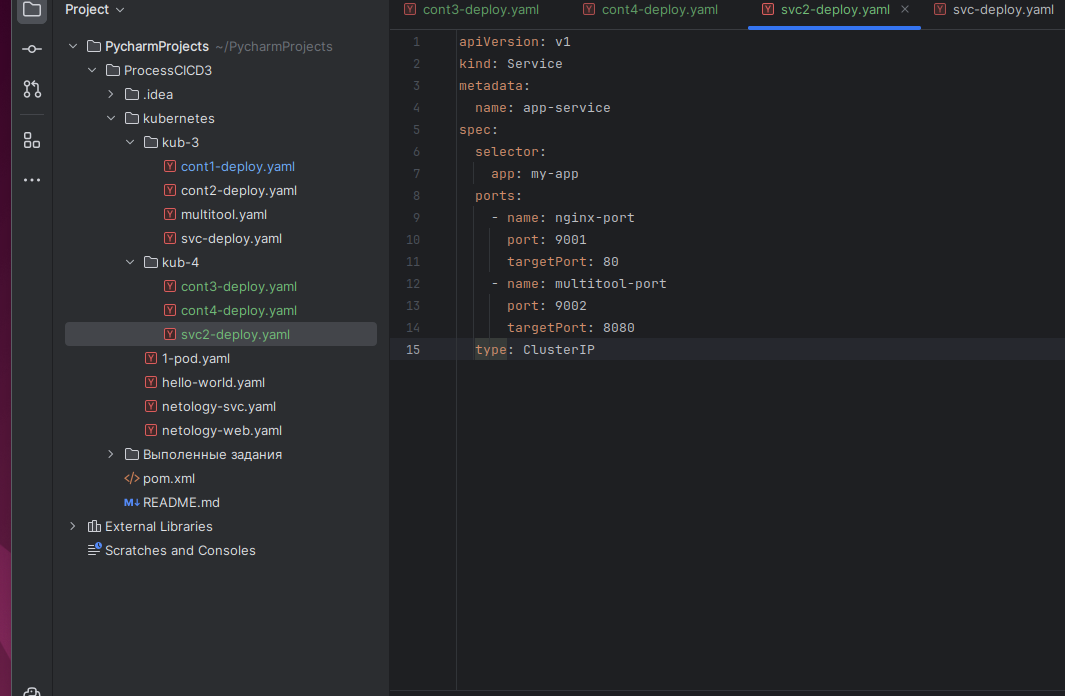 Project
PycharmProjects ~/PycharmProjects
ProcessCICD3
.idea
kubernetes
kub-3
cont1-deploy.yaml
cont2-deploy.yaml
multitool.yaml
svc-deploy.yaml
kub-4
cont3-deploy.yaml
cont4-deploy.yaml
svc2-deploy.yaml
1-pod.yaml
hello-world.yaml
netology-svc.yaml
netology-web.yaml
Выполенные задания
pom.xml
README.md
External Libraries
Scratches and Consoles
cont3-deploy.yaml cont4-deploy.yaml svc2-deploy.yaml svc-deploy.yaml
1 apiVersion: v1
2 kind: Service
3 metadata:
4 name: app-service
5 spec:
6 selector:
7 app: my-app
8 ports:
9 - name: nginx-port
10 port: 9001
11 targetPort: 80
12 - name: multitool-port
13 port: 9002
14 targetPort: 8080
15 type: ClusterIP